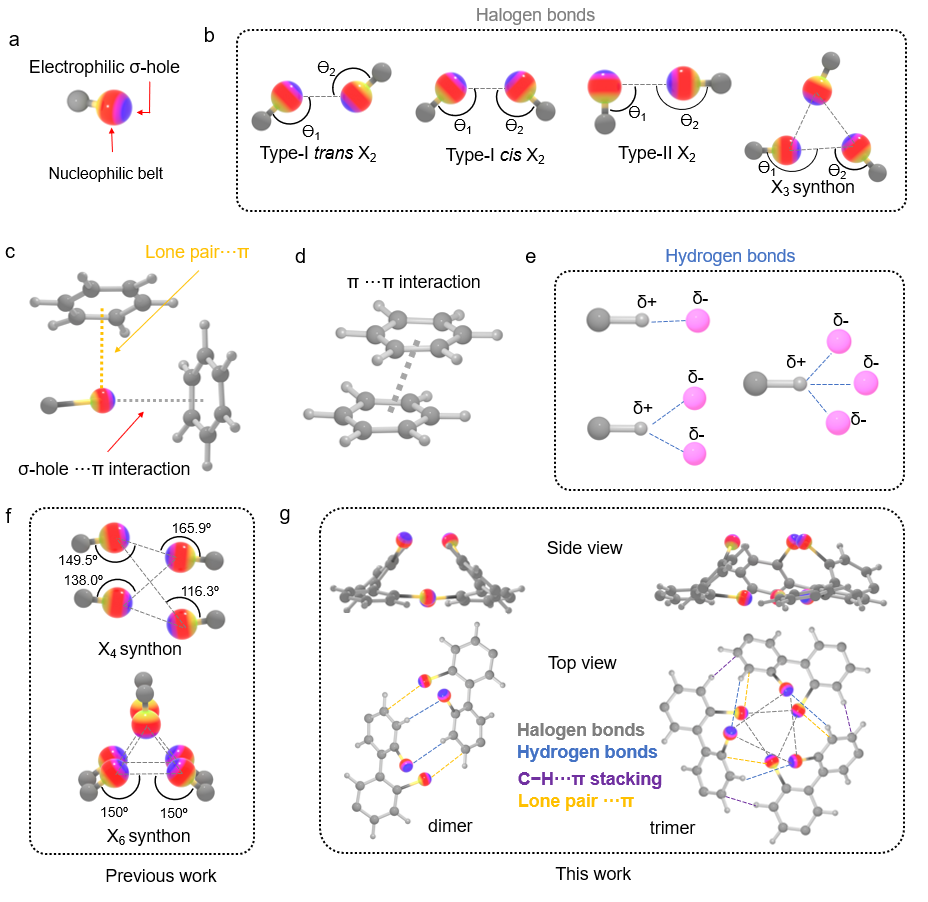 Halogen bonds
a
b
Electrophilic σ-hole
Nucleophilic belt
ϴ2
ϴ1
Type-I trans X2
ϴ1
ϴ2
Type-I cis X2
ϴ1
ϴ2
Type-II X2
ϴ1
ϴ2
X3 synthon
c
Lone pair···π
σ-hole ···π interaction
d
π ···π interaction
e
Hydrogen bonds
δ+
δ-
δ+
δ-
δ-
δ+
δ-
δ-
δ-
f
165.9º
149.5º
138.0º
116.3º
X4 synthon
150º
150º
X6 synthon
Previous work
g
Side view
Top view
Halogen bonds
Hydrogen bonds
C−H···π stacking
Lone pair ···π
dimer
trimer
This work